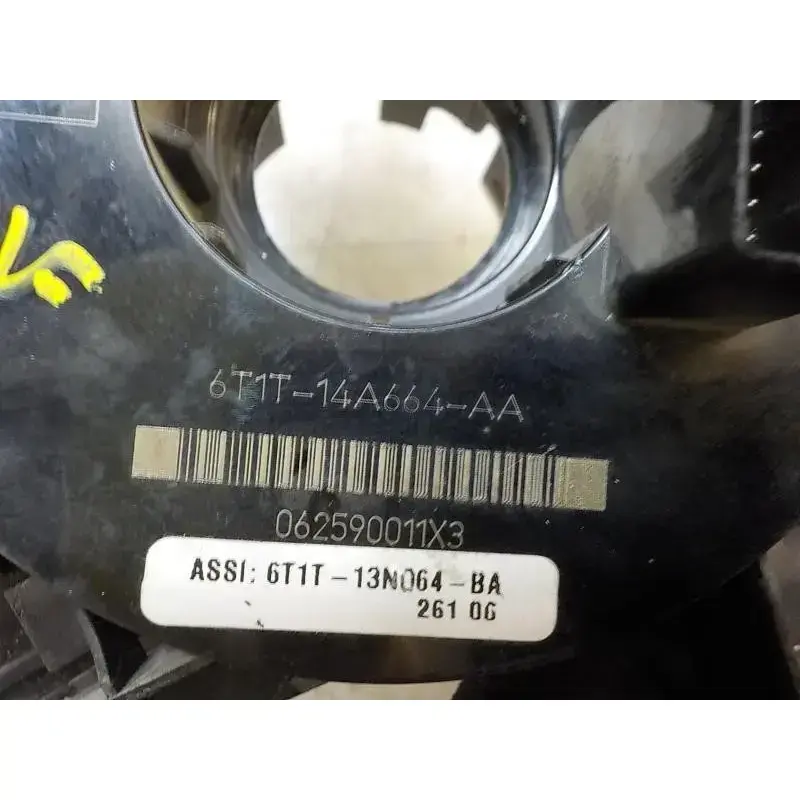 6T1T-14A664-AA
062590011X3
ASSI: 6T1T-13N064-BA
261 06